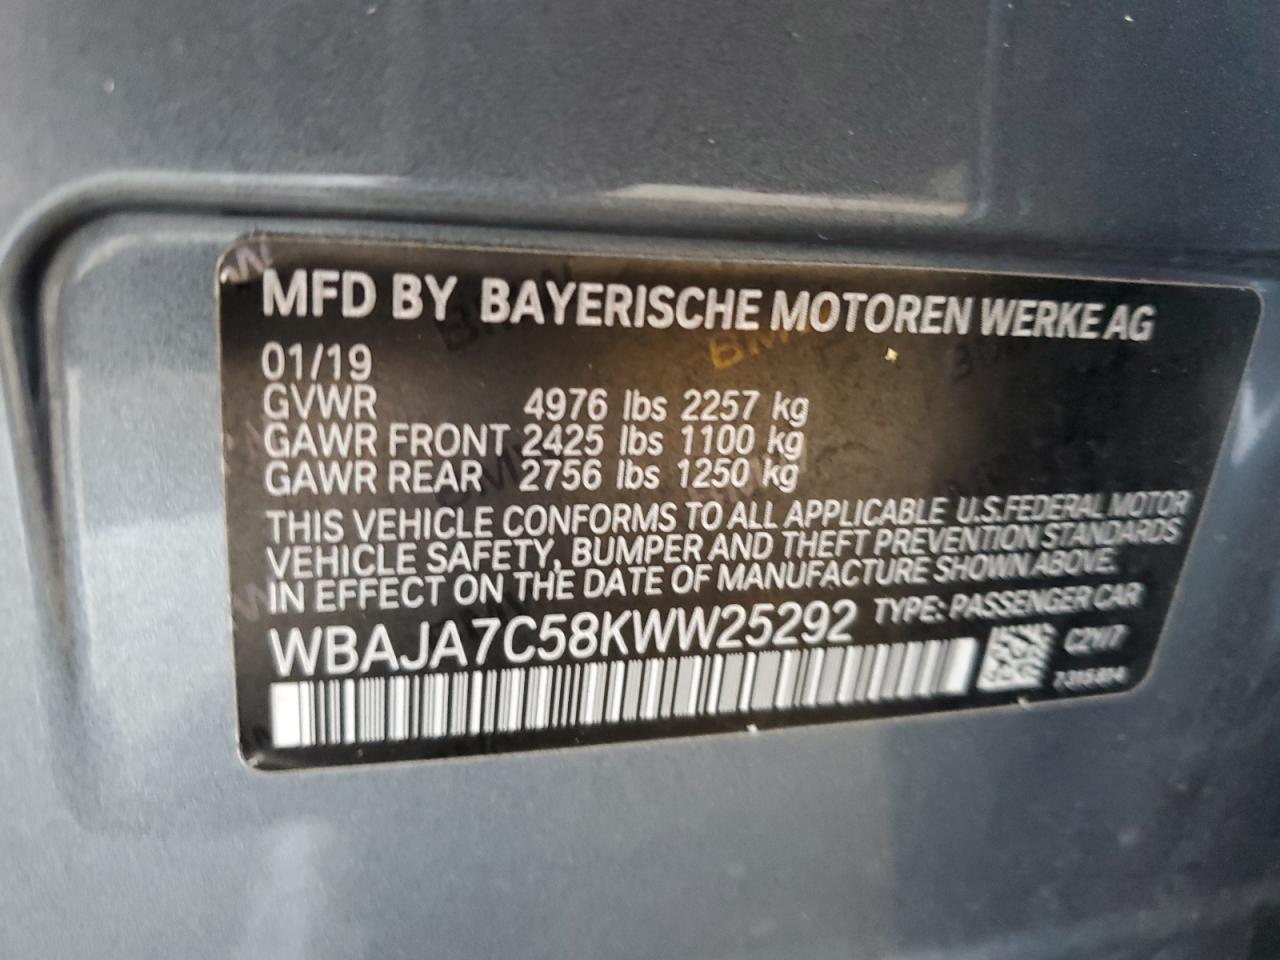 MFD BY BAYERISCHE MOTOREN WERKE AG
01/19
GVWR 4976 lbs 2257 kg
GAWR FRONT 2425 lbs 1100 kg
GAWR REAR 2756 lbs 1250 kg
THIS VEHICLE CONFORMS TO ALL APPLICABLE U.S.FEDERAL MOTOR
VEHICLE SAFETY, BUMPER AND THEFT PREVENTION STANDARDS
IN EFFECT ON THE DATE OF MANUFACTURE SHOWN ABOVE.
WBAJA7C58KWW25292 TYPE: PASSENGER CAR